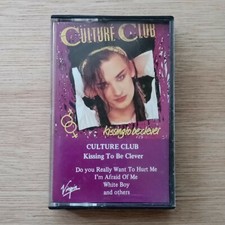 CULTURE CLUB
kissing to be clever
CULTURE CLUB
Kissing To Be Clever
Do you Really Want To Hurt Me
I'm Afraid Of Me
White Boy
and others
Virgin